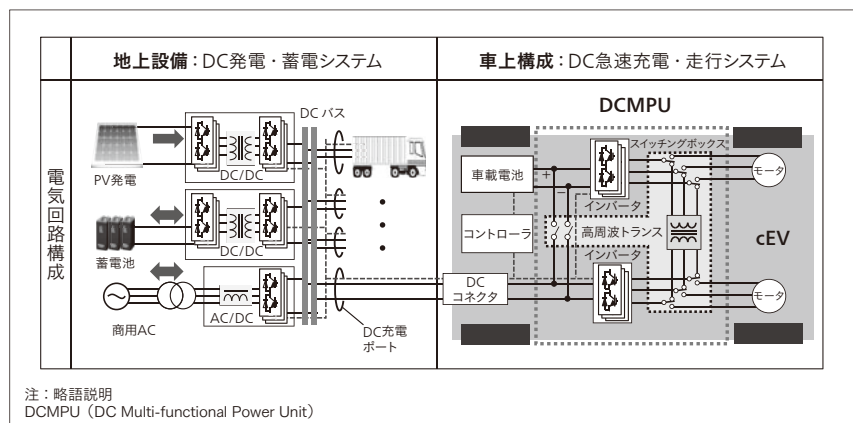 地上設備：DC発電・蓄電システム
車上構成：DC急速充電・走行システム
電気回路構成
DCバス
PV発電
DC/DC
蓄電池
DC/DC
商用AC
AC/DC
DC充電
ポート
DCMPU
スイッチングボックス
車載電池
+
−
インバータ
モータ
コントローラ
高周波トランス
cEV
インバータ
DC
コネクタ
モータ
注：略語説明
DCMPU（DC Multi-functional Power Unit）